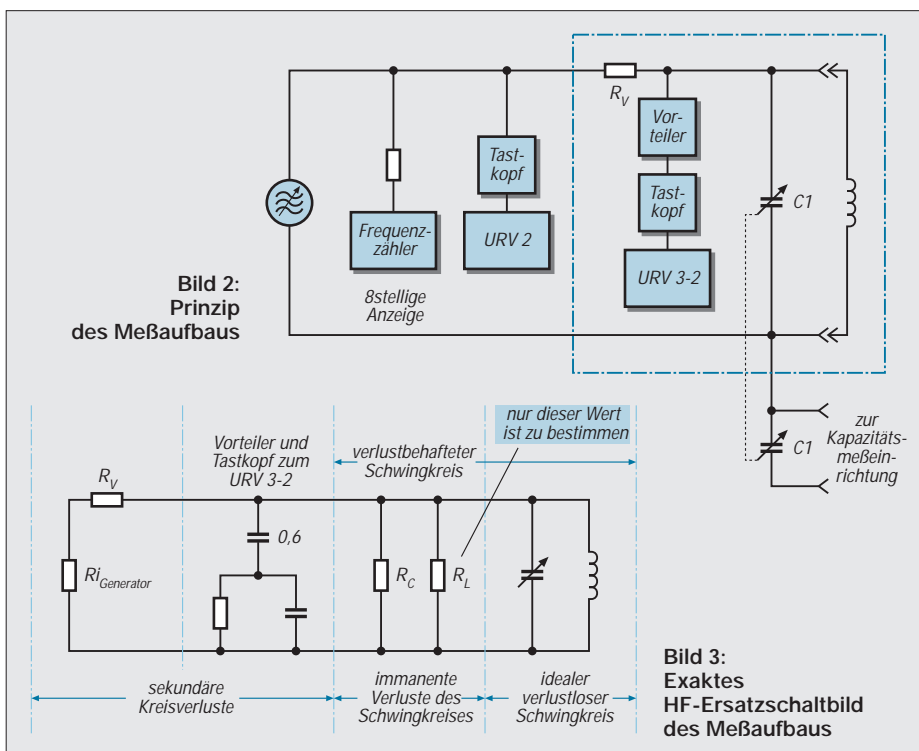 R_V
Vor-
teiler
Tast-
kopf
Tast-
kopf
C1
Frequenz-
zähler
URV 2
URV 3-2
8stellige
Anzeige
Bild 2:
Prinzip
des Meßaufbaus
zur
Kapazitäts-
meßein-
richtung
C1
nur dieser Wert
ist zu bestimmen
Vorteiler und
Tastkopf zum
URV 3-2
verlustbehafteter
Schwingkreis
R_V
0,6
Ri_Generator
R_C
R_L
sekundäre
Kreisverluste
immanente
Verluste des
Schwingkreises
idealer
verlustloser
Schwingkreis
Bild 3:
Exaktes
HF-Ersatzschaltbild
des Meßaufbaus